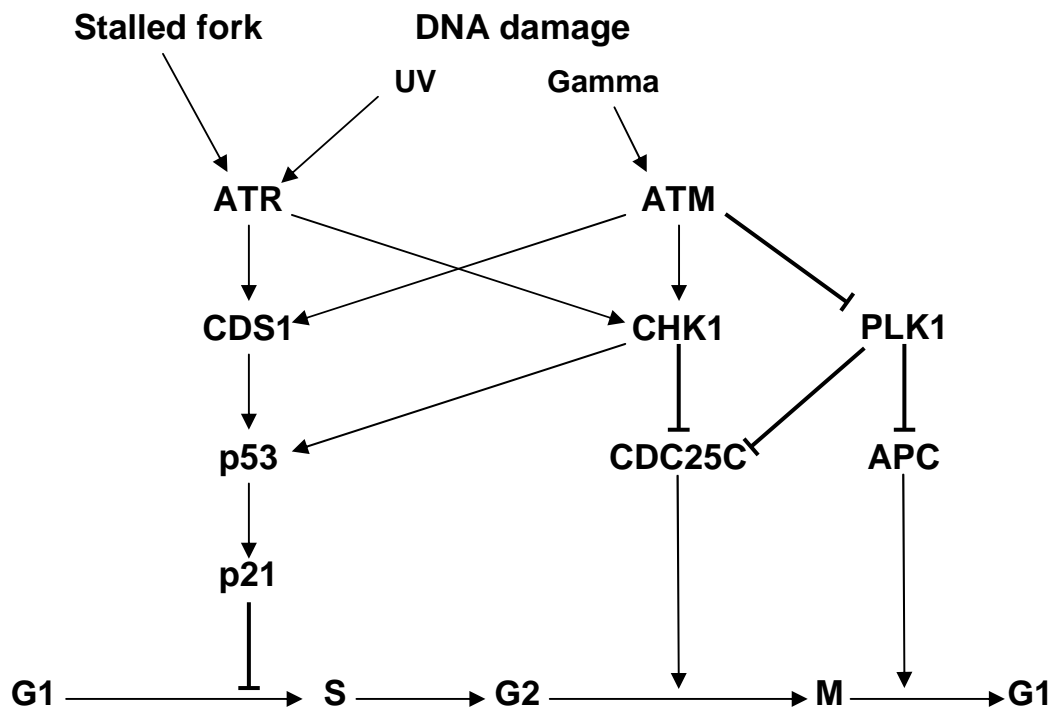 Stalled fork DNA damage
UV Gamma
ATR ATM
CDS1 CHK1 PLK1
p53 CDC25C APC
p21
G1 S G2 M G1